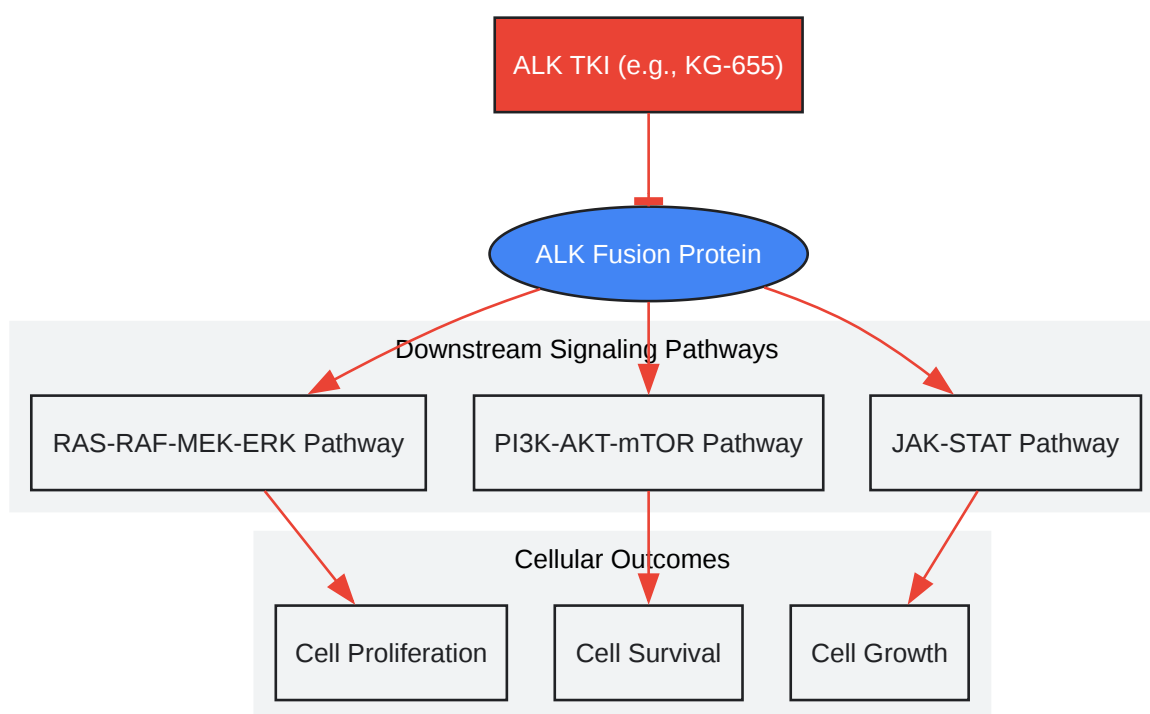 ALK TKI (e.g., KG-655)
ALK Fusion Protein
Downstream Signaling Pathways
RAS-RAF-MEK-ERK Pathway
PI3K-AKT-mTOR Pathway
JAK-STAT Pathway
Cellular Outcomes
Cell Proliferation
Cell Survival
Cell Growth